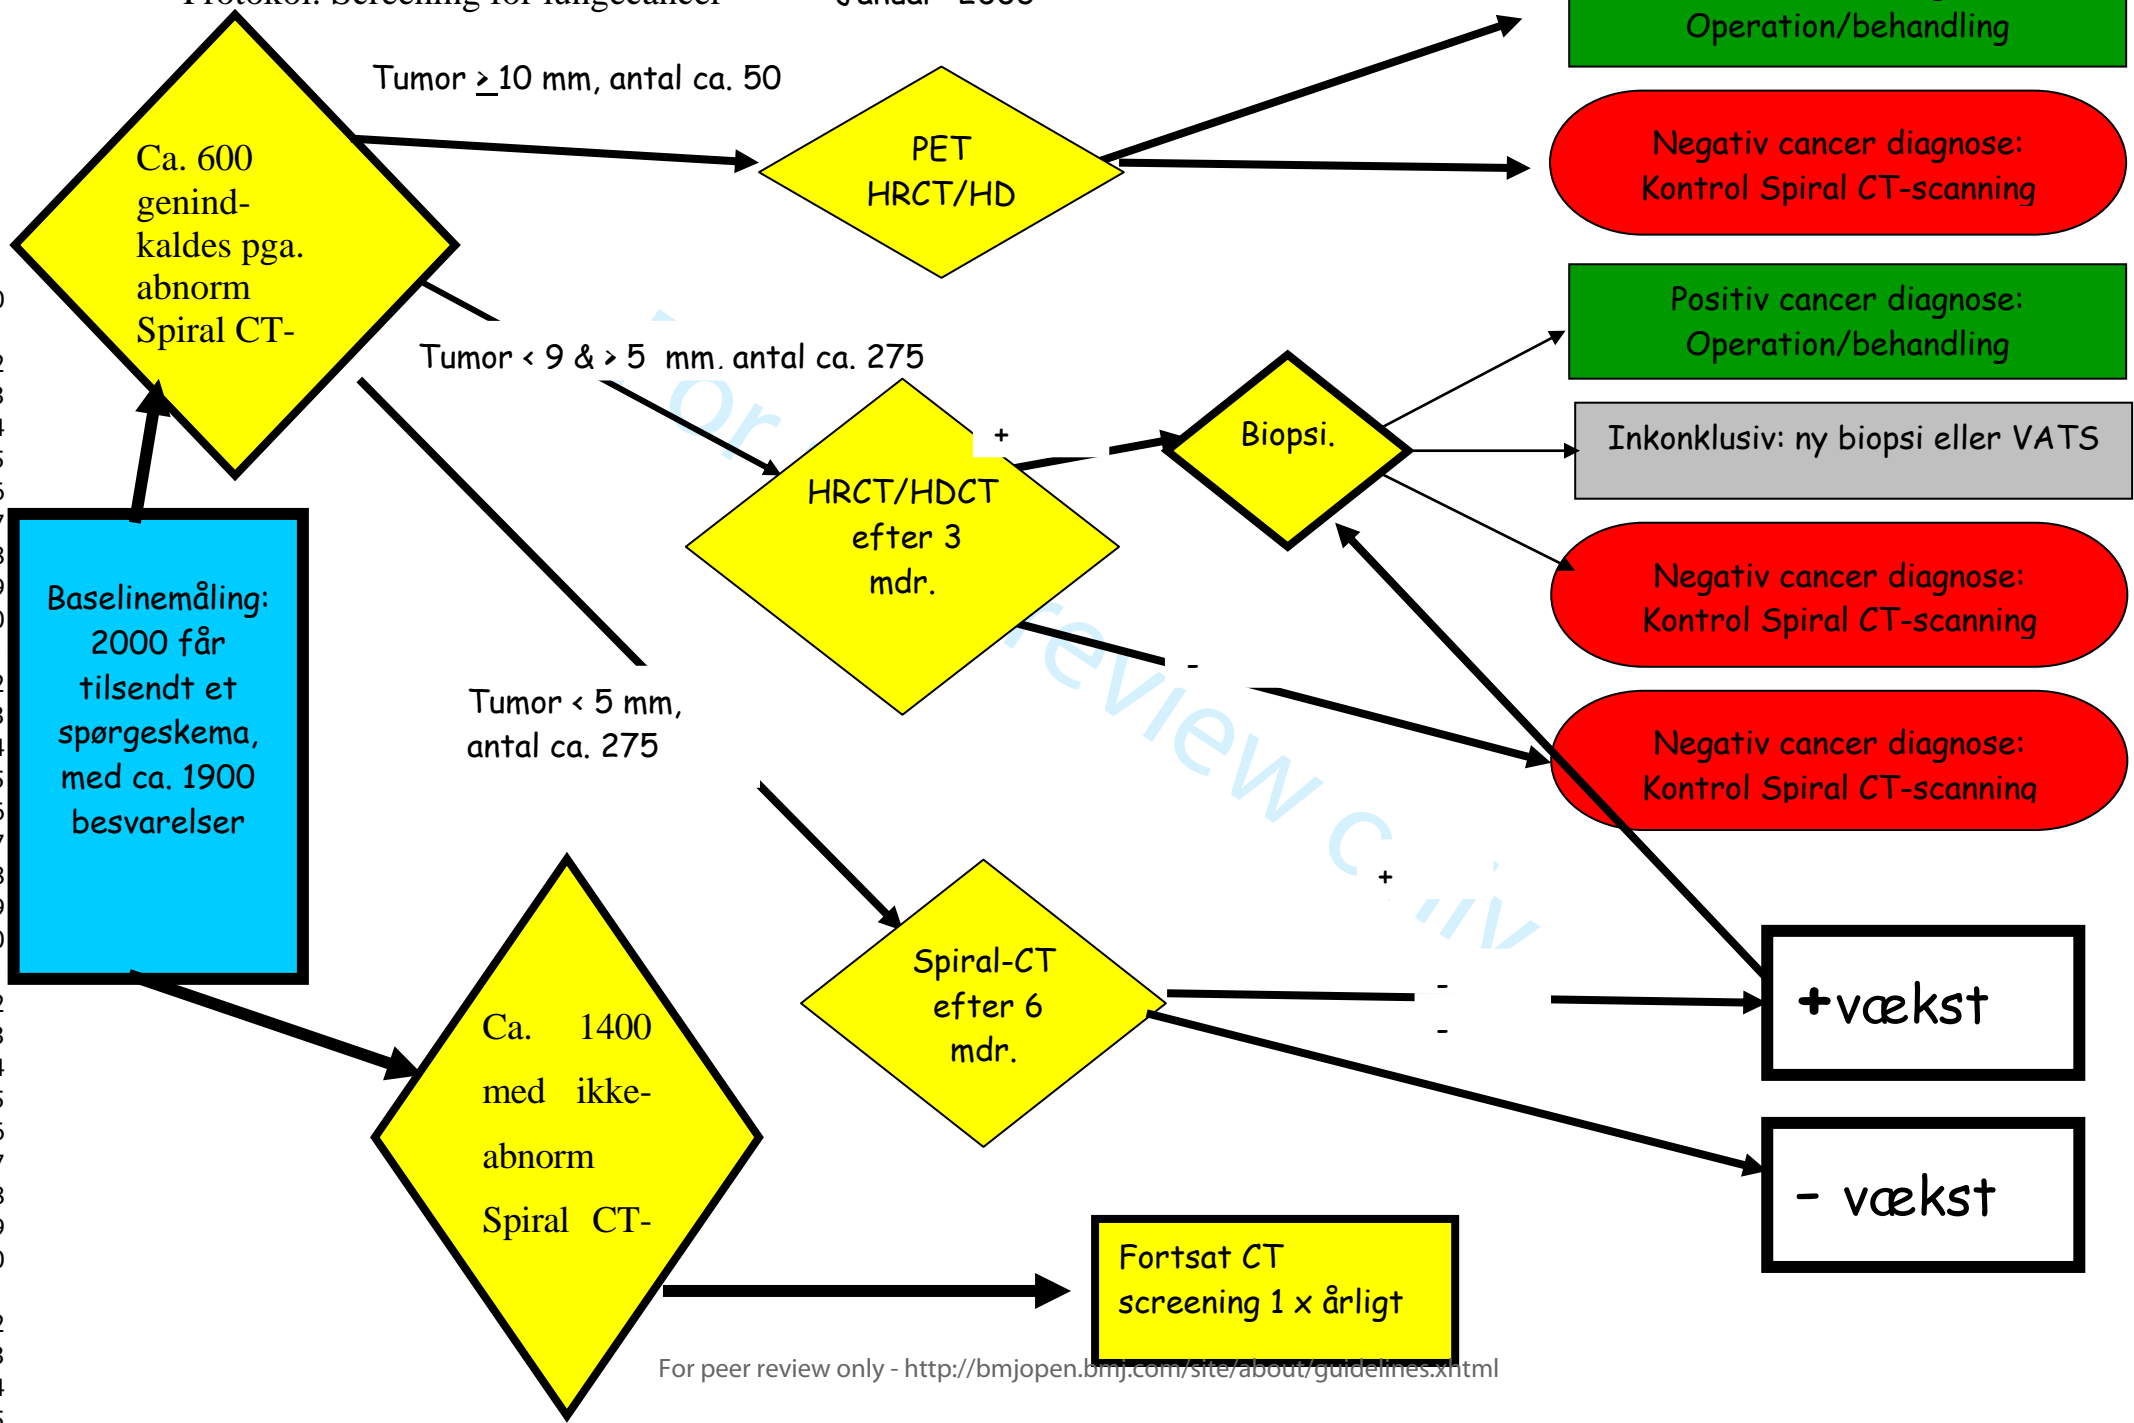 Operation/behandling
Tumor > 10 mm, antal ca. 50
Ca. 600
genind-
kaldes pga.
abnorm
Spiral CT-
PET
HRCT/HD
Negativ cancer diagnose:
Kontrol Spiral CT-scanning
Positiv cancer diagnose:
Operation/behandling
Tumor < 9 & > 5 mm, antal ca. 275
+
Biopsi.
Inkonklusiv: ny biopsi eller VATS
HRCT/HDCT
efter 3
mdr.
Negativ cancer diagnose:
Kontrol Spiral CT-scanning
Baselinemåling:
2000 får
tilsendt et
spørgeskema,
med ca. 1900
besvarelser
-
Tumor < 5 mm,
antal ca. 275
Negativ cancer diagnose:
Kontrol Spiral CT-scanning
+
Spiral-CT
efter 6
mdr.
-
-
+vækst
Ca. 1400
med ikke-
abnorm
Spiral CT-
- vækst
Fortsat CT
screening 1 x årligt
review
For peer review only - http://bmjopen.bmj.com/site/about/guidelines.xhtml